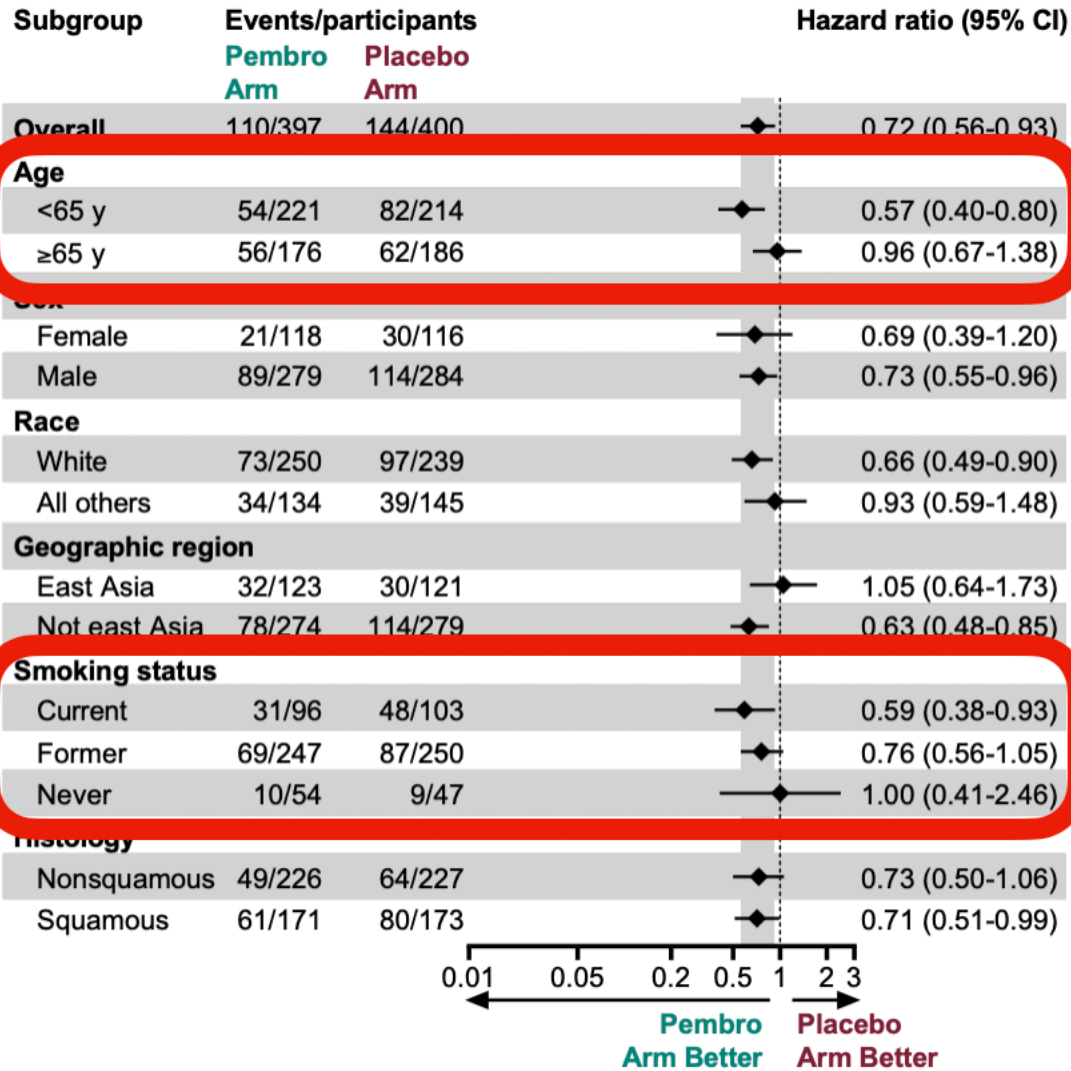 Subgroup Events/participants Hazard ratio (95% CI)
Pembro Placebo
Arm Arm
Overall 110/397 144/400 0.72 (0.56-0.93)
Age
<65 y 54/221 82/214 0.57 (0.40-0.80)
≥65 y 56/176 62/186 0.96 (0.67-1.38)
Sex
Female 21/118 30/116 0.69 (0.39-1.20)
Male 89/279 114/284 0.73 (0.55-0.96)
Race
White 73/250 97/239 0.66 (0.49-0.90)
All others 34/134 39/145 0.93 (0.59-1.48)
Geographic region
East Asia 32/123 30/121 1.05 (0.64-1.73)
Not east Asia 78/274 114/279 0.63 (0.48-0.85)
Smoking status
Current 31/96 48/103 0.59 (0.38-0.93)
Former 69/247 87/250 0.76 (0.56-1.05)
Never 10/54 9/47 1.00 (0.41-2.46)
Histology
Nonsquamous 49/226 64/227 0.73 (0.50-1.06)
Squamous 61/171 80/173 0.71 (0.51-0.99)
0.01 0.05 0.2 0.5 1 2 3
Pembro Placebo
Arm Better Arm Better